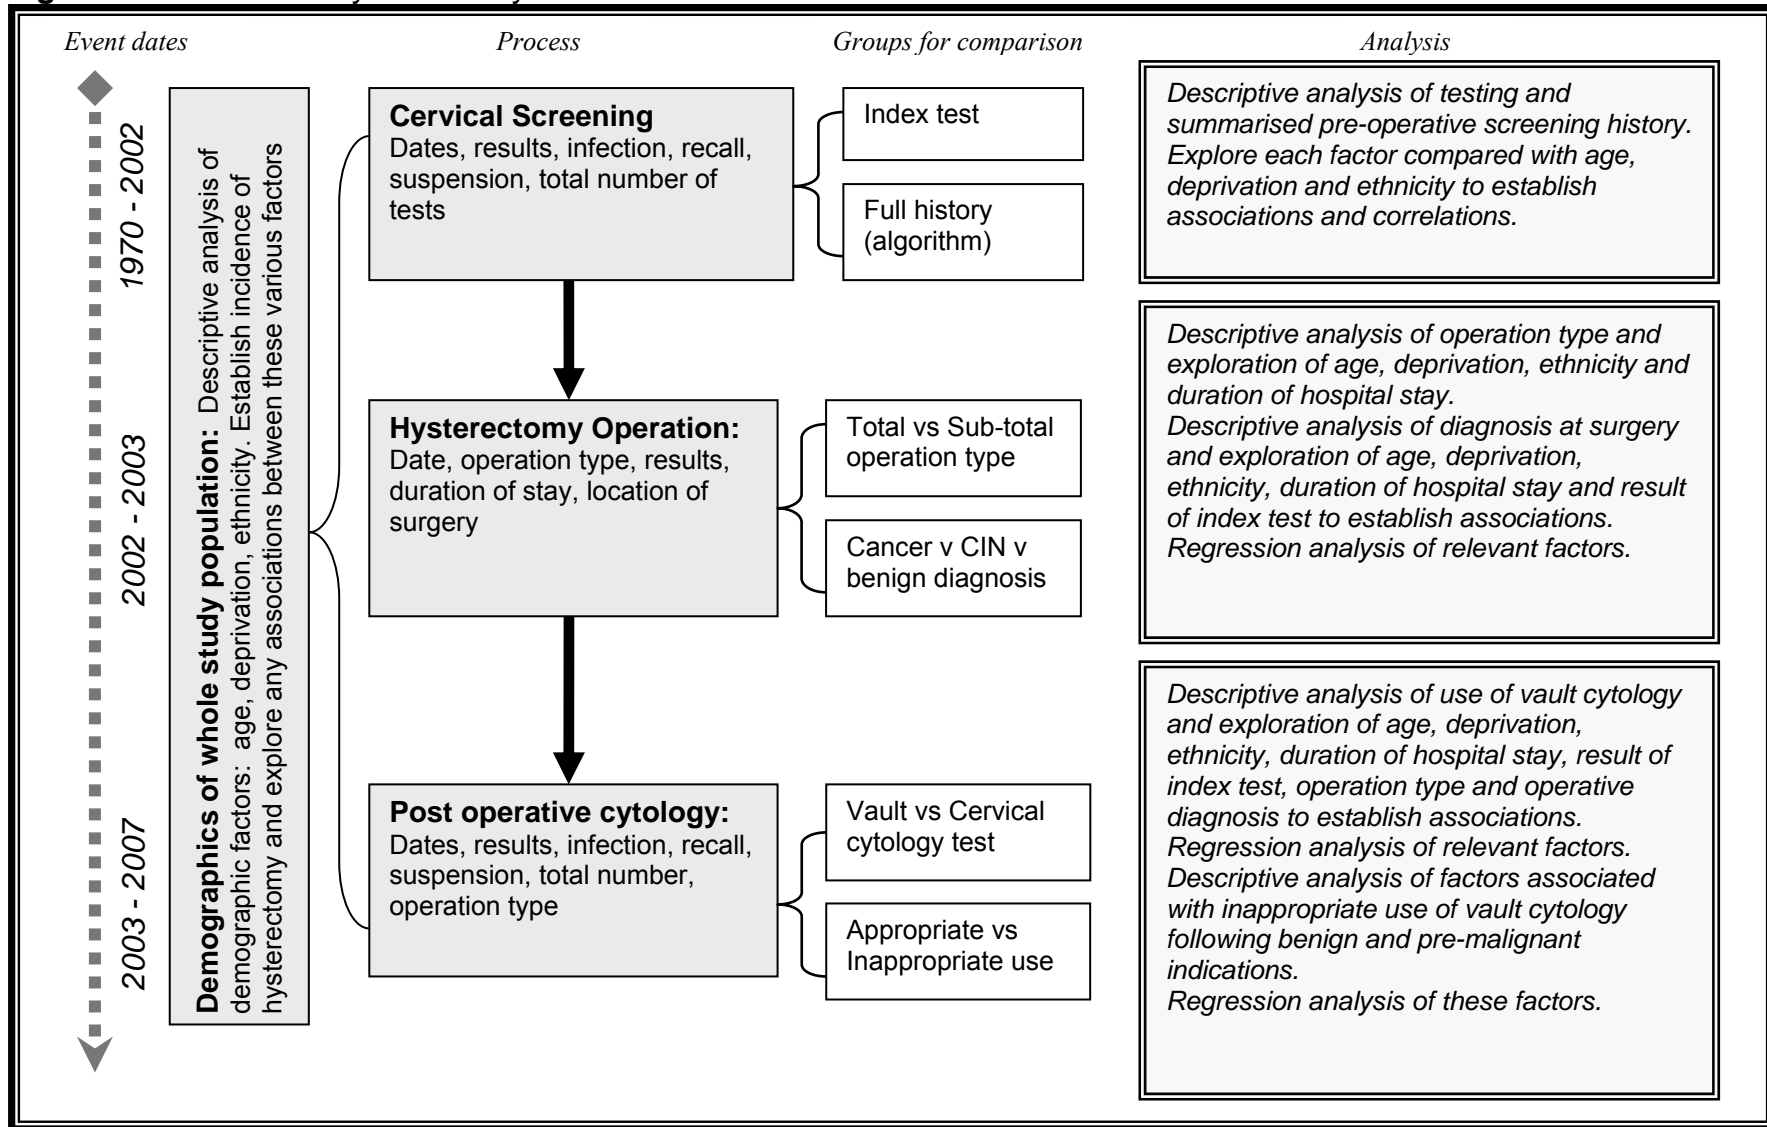 Event dates
Process
Groups for comparison
Analysis
1970 - 2002
2002 - 2003
2003 - 2007
Demographics of whole study population: Descriptive analysis of
demographic factors: age, deprivation, ethnicity. Establish incidence of
hysterectomy and explore any associations between these various factors
Cervical Screening
Dates, results, infection, recall,
suspension, total number of
tests
Index test
Full history
(algorithm)
Descriptive analysis of testing and
summarised pre-operative screening history.
Explore each factor compared with age,
deprivation and ethnicity to establish
associations and correlations.
Hysterectomy Operation:
Date, operation type, results,
duration of stay, location of
surgery
Total vs Sub-total
operation type
Cancer v CIN v
benign diagnosis
Descriptive analysis of operation type and
exploration of age, deprivation, ethnicity and
duration of hospital stay.
Descriptive analysis of diagnosis at surgery
and exploration of age, deprivation,
ethnicity, duration of hospital stay and result
of index test to establish associations.
Regression analysis of relevant factors.
Post operative cytology:
Dates, results, infection, recall,
suspension, total number,
operation type
Vault vs Cervical
cytology test
Appropriate vs
Inappropriate use
Descriptive analysis of use of vault cytology
and exploration of age, deprivation,
ethnicity, duration of hospital stay, result of
index test, operation type and operative
diagnosis to establish associations.
Regression analysis of relevant factors.
Descriptive analysis of factors associated
with inappropriate use of vault cytology
following benign and pre-malignant
indications.
Regression analysis of these factors.